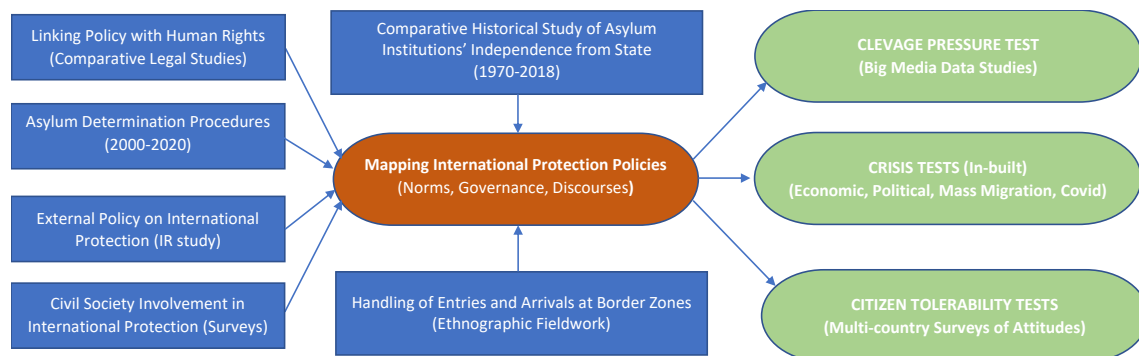 Linking Policy with Human Rights
(Comparative Legal Studies)
Asylum Determination Procedures
(2000-2020)
External Policy on International
Protection (IR study)
Civil Society Involvement in
International Protection (Surveys)
Comparative Historical Study of Asylum
Institutions’ Independence from State
(1970-2018)
Mapping International Protection Policies
(Norms, Governance, Discourses)
Handling of Entries and Arrivals at Border Zones
(Ethnographic Fieldwork)
CLEVAGE PRESSURE TEST
(Big Media Data Studies)
CRISIS TESTS (In-built)
(Economic, Political, Mass Migration, Covid)
CITIZEN TOLERABILITY TESTS
(Multi-country Surveys of Attitudes)